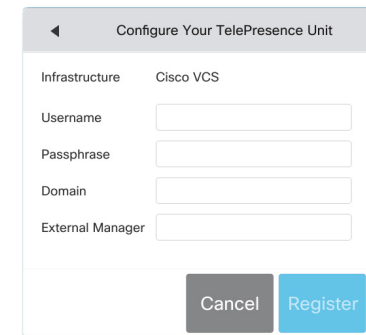 Configure Your TelePresence Unit
Infrastructure Cisco VCS
Username
Passphrase
Domain
External Manager
Cancel Register